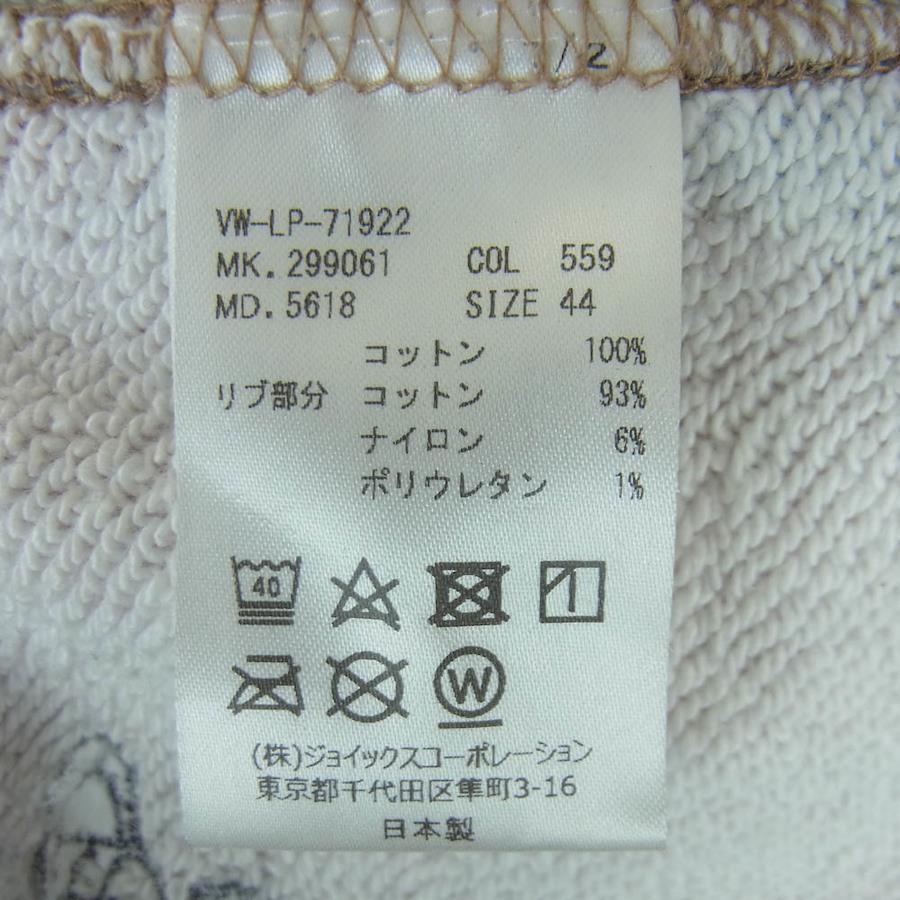 /2
VW-LP-71922
MK.299061 COL 559
MD.5618 SIZE 44
コットン 100%
リブ部分 コットン 93%
ナイロン 6%
ポリウレタン 1%
40
W
(株)ジョイックスコーポレーション
東京都千代田区隼町3-16
日本製